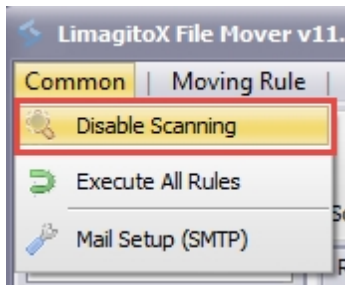 LimagitoX File Mover v11.
Common | Moving Rule |
Disable Scanning
Execute All Rules
Mail Setup (SMTP)